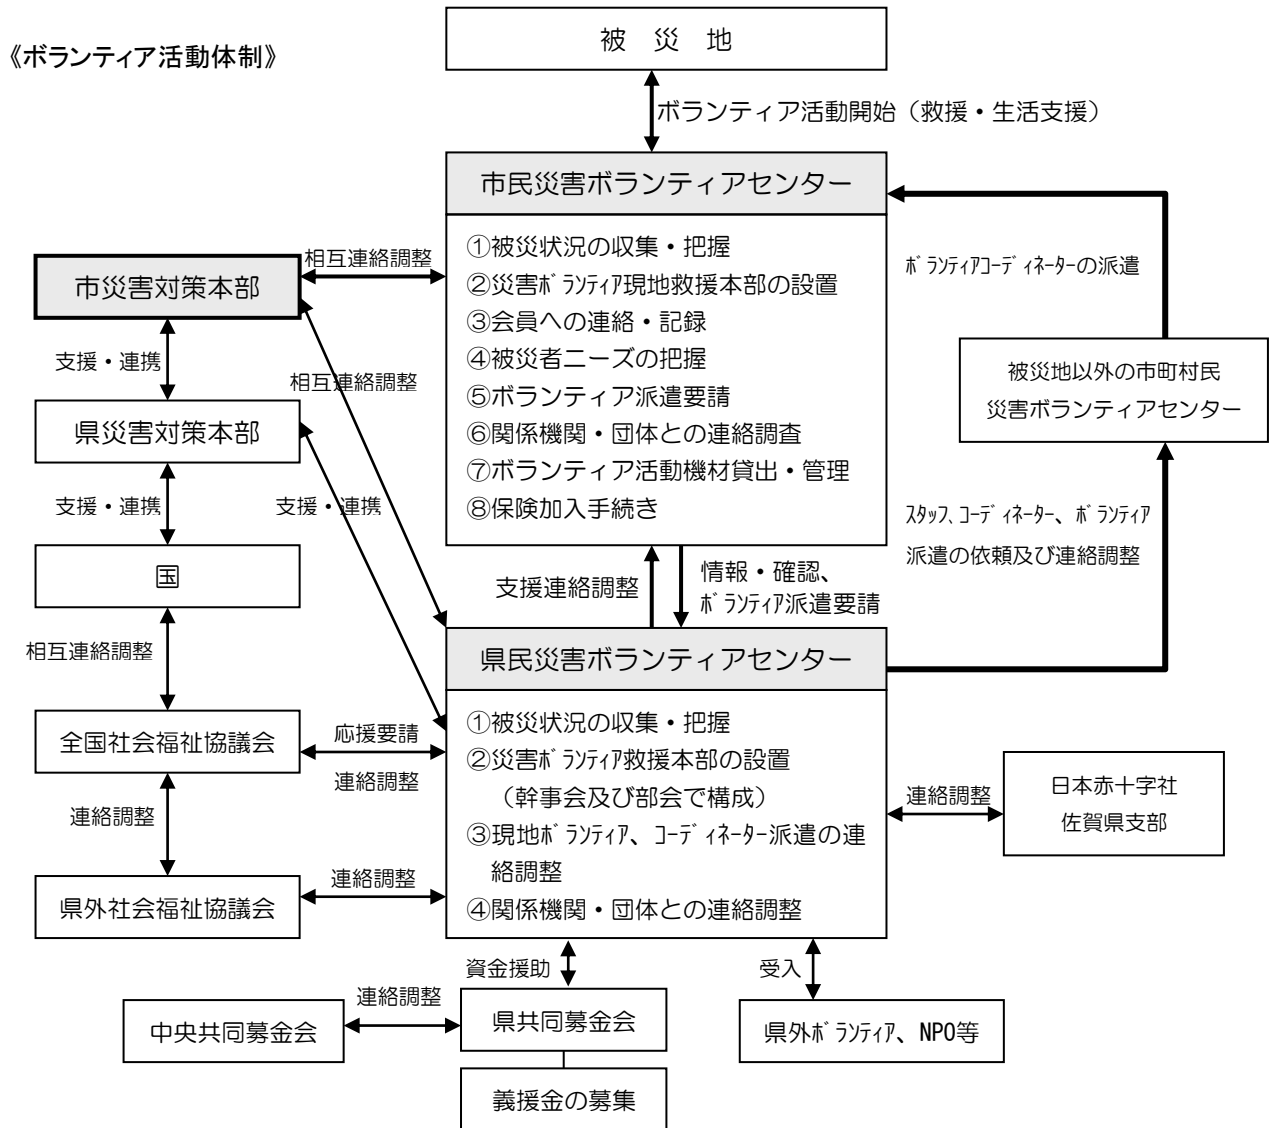 《ボランティア活動体制》
被 災 地
ボランティア活動開始（救援・生活支援）
市民災害ボランティアセンター
①被災状況の収集・把握
②災害ﾎﾞﾗﾝﾃｨｱ現地救援本部の設置
③会員への連絡・記録
④被災者ニーズの把握
⑤ボランティア派遣要請
⑥関係機関・団体との連絡調査
⑦ボランティア活動機材貸出・管理
⑧保険加入手続き
相互連絡調整
市災害対策本部
支援・連携
相互連絡調整
県災害対策本部
支援・連携
支援・連携
国
相互連絡調整
ﾎﾞﾗﾝﾃｨｱｺｰﾃﾞｨﾈｰﾀｰの派遣
被災地以外の市町村民
災害ボランティアセンター
ｽﾀｯﾌ、ｺｰﾃﾞｨﾈｰﾀｰ、ﾎﾞﾗﾝﾃｨｱ
派遣の依頼及び連絡調整
支援連絡調整
情報・確認、
ﾎﾞﾗﾝﾃｨｱ派遣要請
県民災害ボランティアセンター
①被災状況の収集・把握
②災害ﾎﾞﾗﾝﾃｨｱ救援本部の設置
（幹事会及び部会で構成）
③現地ﾎﾞﾗﾝﾃｨｱ、ｺｰﾃﾞｨﾈｰﾀｰ派遣の連
絡調整
④関係機関・団体との連絡調整
全国社会福祉協議会
応援要請
連絡調整
連絡調整
県外社会福祉協議会
連絡調整
連絡調整
日本赤十字社
佐賀県支部
資金援助
受入
中央共同募金会
連絡調整
県共同募金会
県外ﾎﾞﾗﾝﾃｨｱ、NPO等
義援金の募集